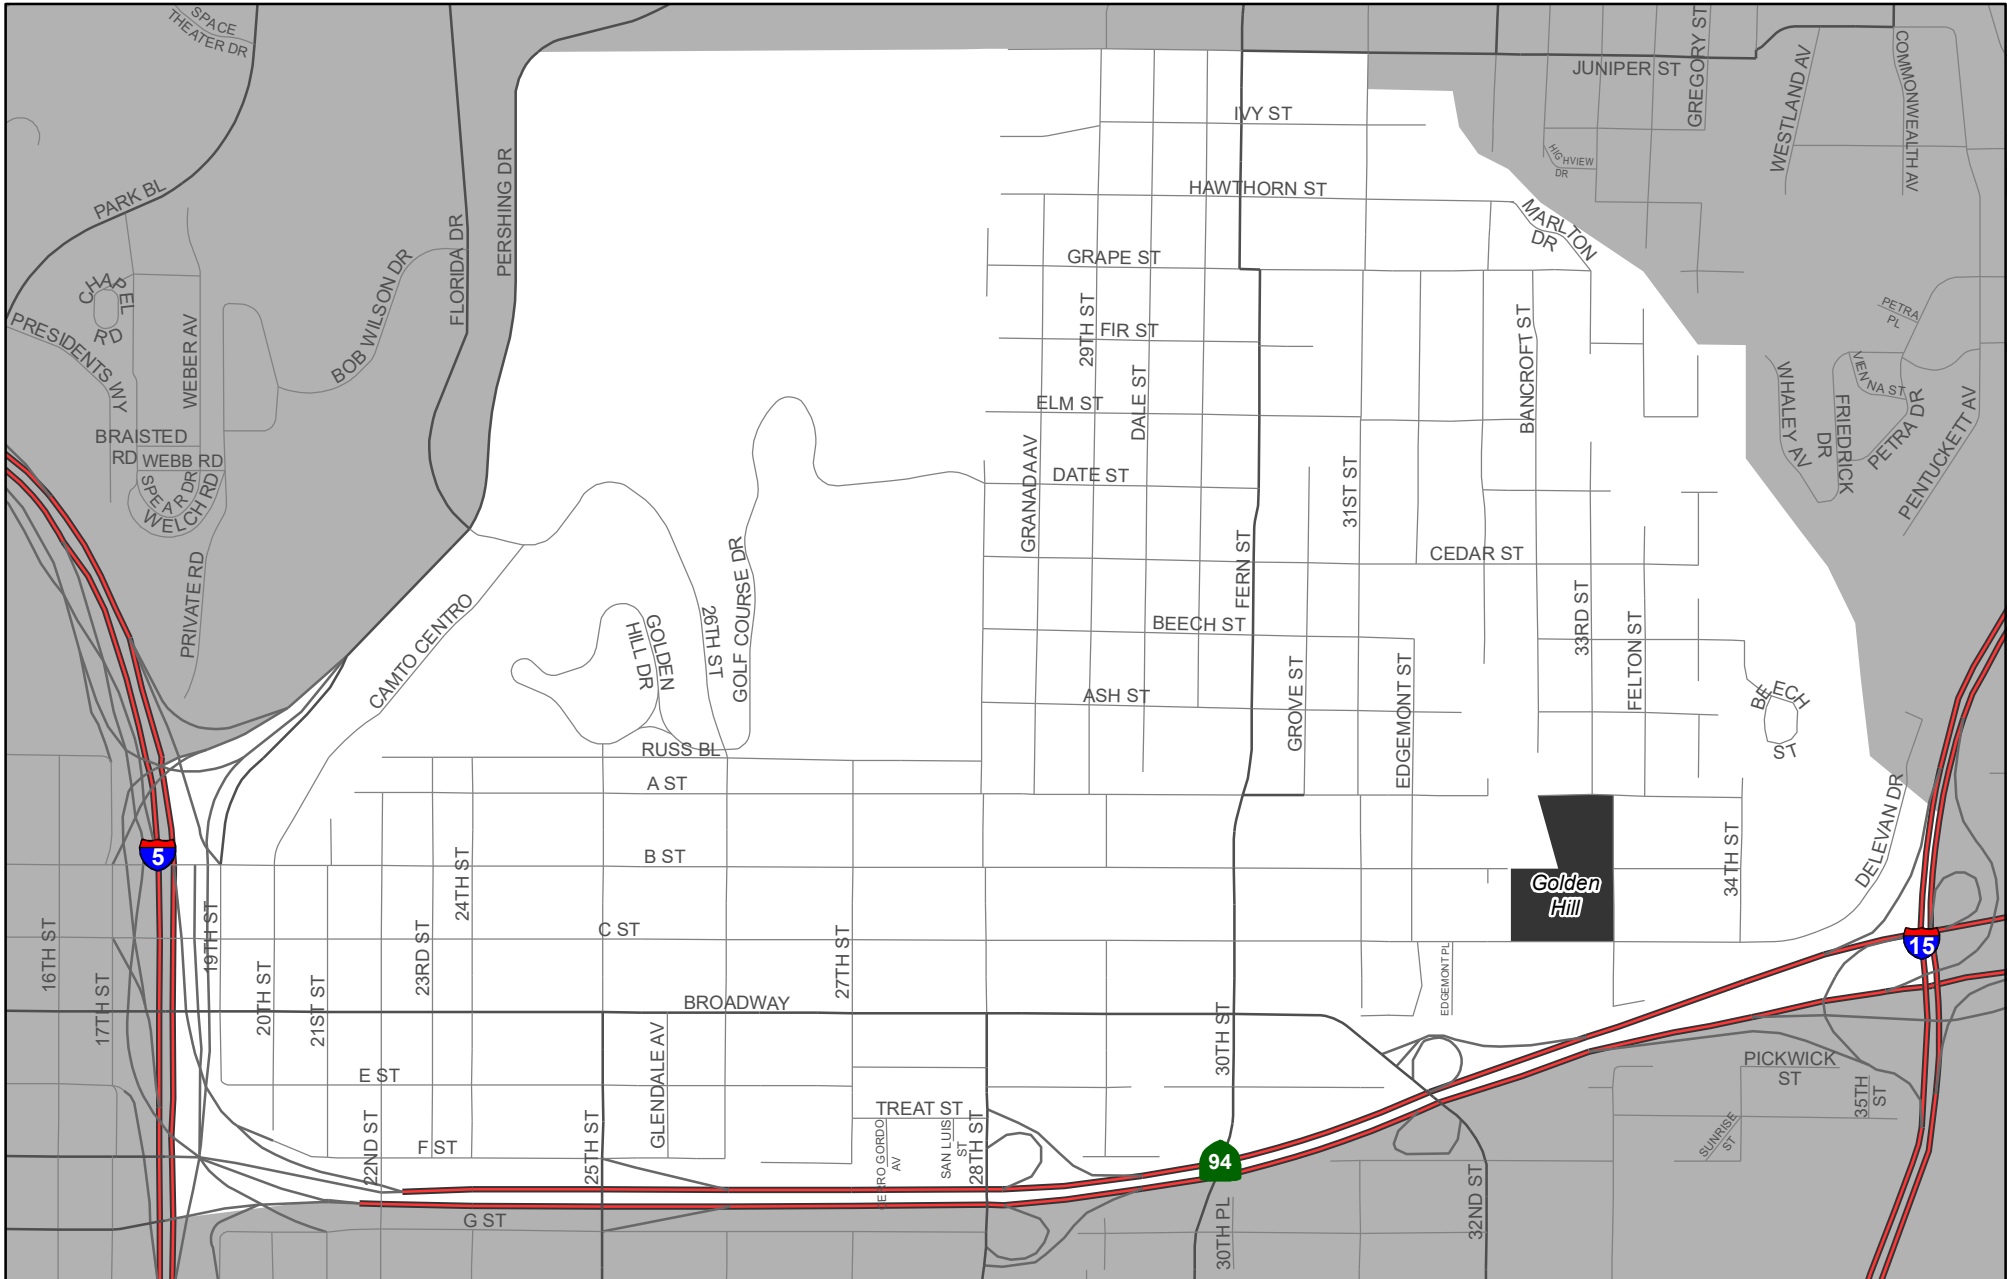 SPACE
THEATER DR
GREGORY ST
JUNIPER ST
WESTLAND AV
COMMONWEALTH AV
IVY ST
HIGHVIEW
DR
PERSHING DR
PARK BL
HAWTHORN ST
MARLTON
DR
FLORIDA DR
BOB WILSON DR
GRAPE ST
CHAPEL
RD
PRESIDENTS WY
WEBER AV
29TH ST
FIR ST
BANCROFT ST
PETRA
PL
VIENNA ST
DALE ST
ELM ST
WHALEY AV
FRIEDRICK
DR
PETRA DR
PENTUCKETT AV
BRAISTED
RD
WEBB RD
SPEAR DR
WELCH RD
GRANADA AV
DATE ST
31ST ST
PRIVATE RD
GOLF COURSE DR
FERN ST
CEDAR ST
CAMTO CENTRO
GOLDEN
HILL DR
26TH ST
BEECH ST
33RD ST
FELTON ST
GROVE ST
EDGEMONT ST
ASH ST
BEECH
ST
RUSS BL
A ST
DELEVAN DR
5
B ST
24TH ST
34TH ST
Golden
Hill
16TH ST
17TH ST
19TH ST
20TH ST
21ST ST
23RD ST
C ST
27TH ST
EDGEMONT PL
15
BROADWAY
30TH ST
GLENDALE AV
PICKWICK
ST
35TH
ST
E ST
22ND ST
25TH ST
TREAT ST
SAN LUIS
ST
28TH ST
SUNRISE
ST
F ST
94
G ST
30TH PL
32ND ST